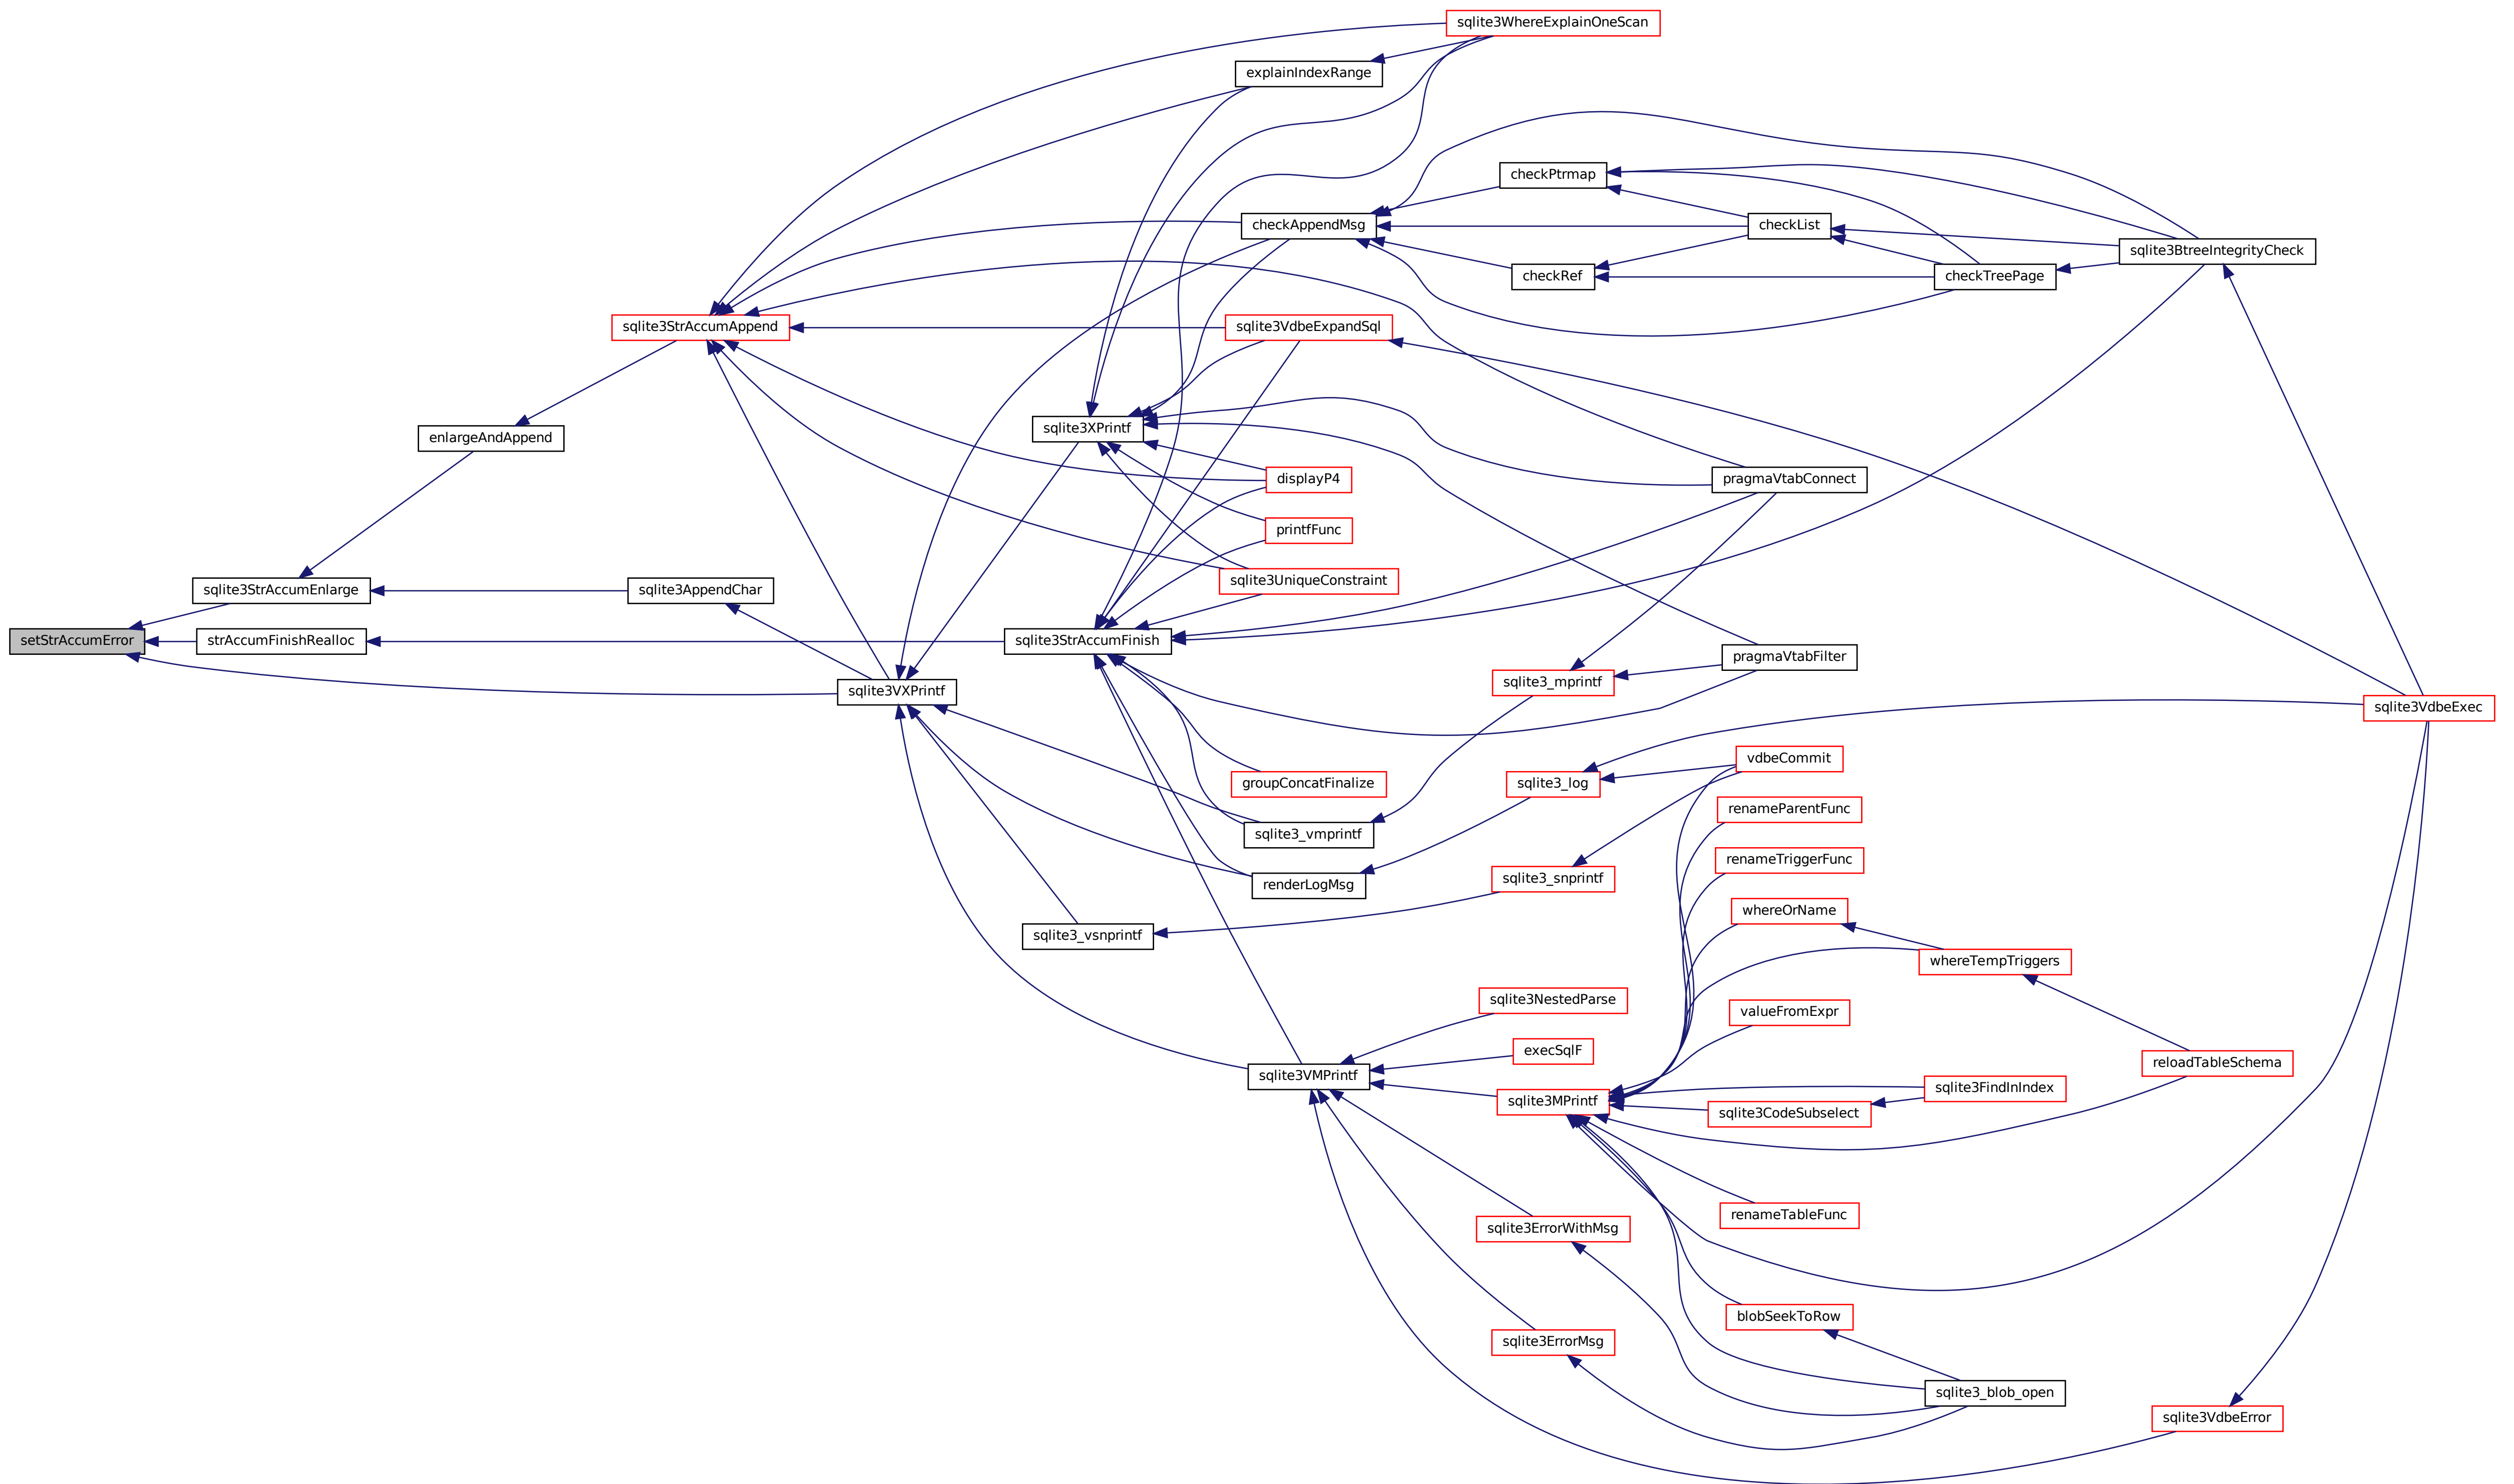 sqlite3WhereExplainOneScan
explainIndexRange
checkPtrmap
checkAppendMsg
checkList
sqlite3BtreeIntegrityCheck
checkRef
checkTreePage
sqlite3StrAccumAppend
sqlite3VdbeExpandSql
enlargeAndAppend
sqlite3XPrintf
displayP4
pragmaVtabConnect
printfFunc
sqlite3StrAccumEnlarge
sqlite3AppendChar
sqlite3UniqueConstraint
setStrAccumError
strAccumFinishRealloc
sqlite3StrAccumFinish
pragmaVtabFilter
sqlite3VXPrintf
sqlite3_mprintf
sqlite3VdbeExec
vdbeCommit
groupConcatFinalize
sqlite3_log
renameParentFunc
sqlite3_vmprintf
renameTriggerFunc
renderLogMsg
sqlite3_snprintf
whereOrName
sqlite3_vsnprintf
whereTempTriggers
sqlite3NestedParse
valueFromExpr
execSqlF
reloadTableSchema
sqlite3VMPrintf
sqlite3MPrintf
sqlite3FindInIndex
sqlite3CodeSubselect
renameTableFunc
sqlite3ErrorWithMsg
blobSeekToRow
sqlite3ErrorMsg
sqlite3_blob_open
sqlite3VdbeError